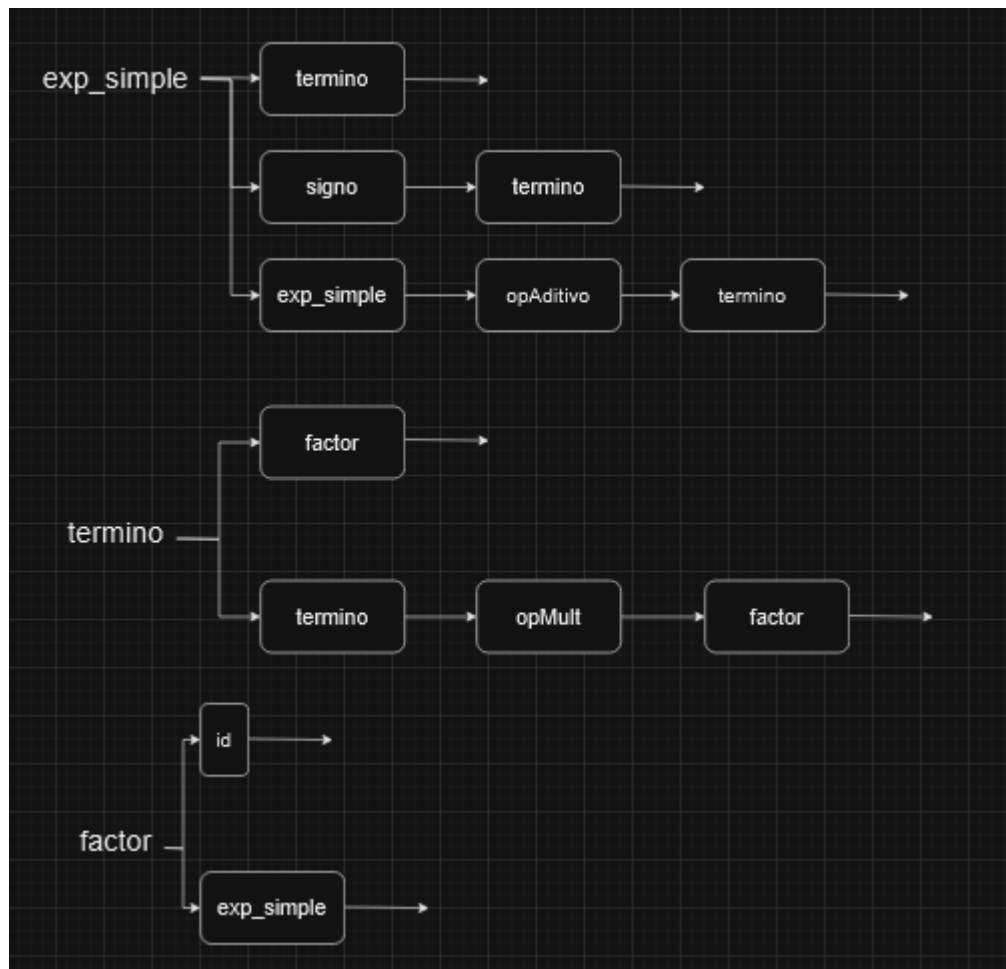 exp_simple termino
signo termino
exp_simple opAditivo termino
factor
termino
termino opMult factor
id
factor
exp_simple